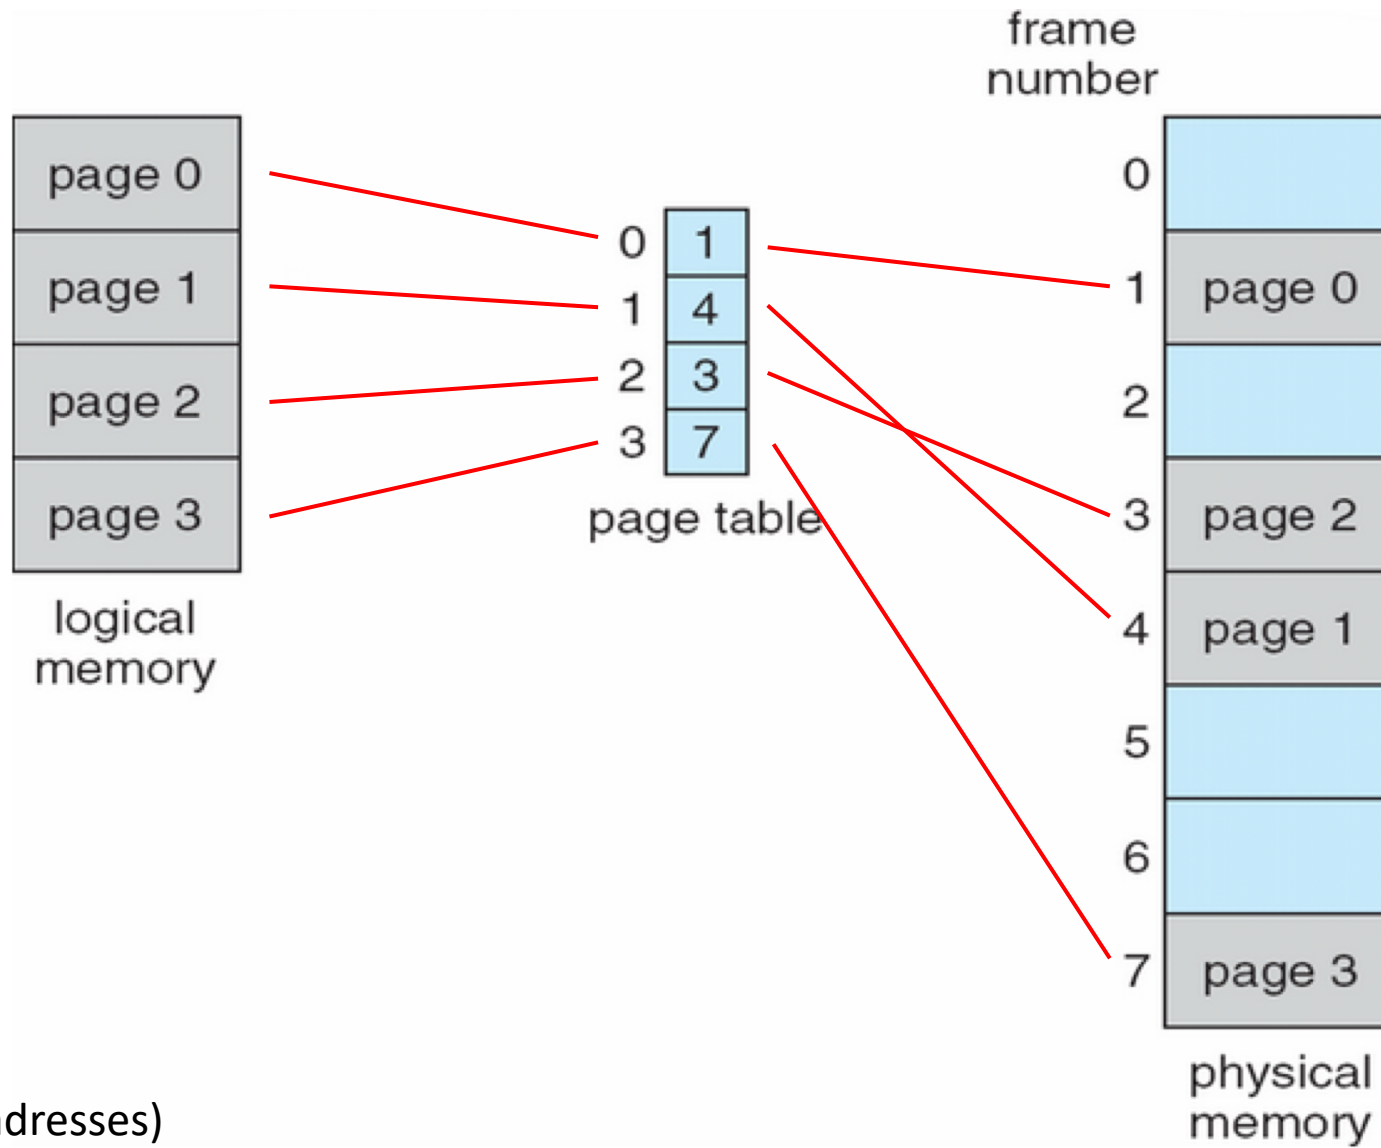 frame
number
page 0
page 1
page 2
page 3
logical
memory
0 1
1 4
2 3
3 7
page table
0
1 page 0
2
3 page 2
4 page 1
5
6
7 page 3
physical
memory
dresses)